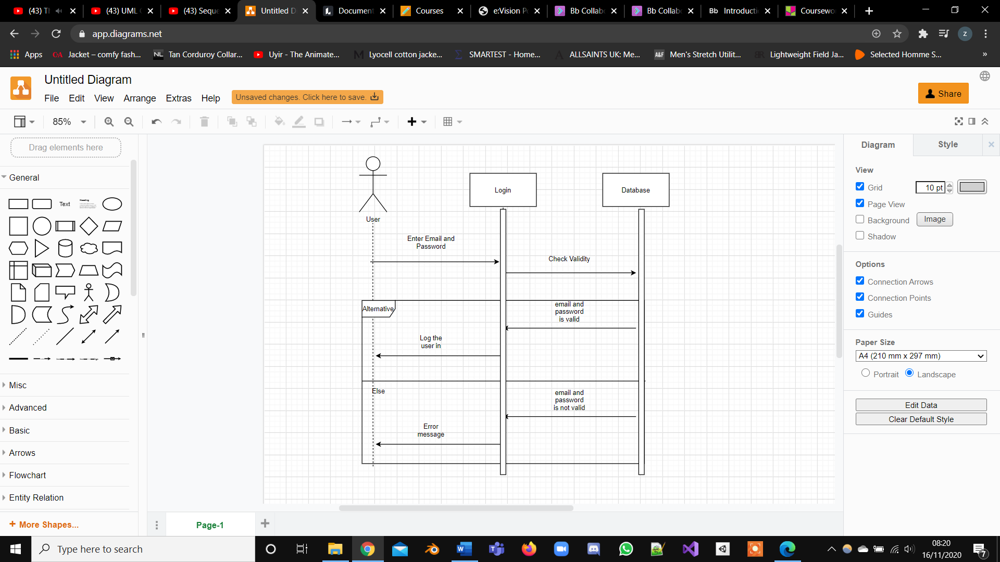 (43) Tl
(43) UML
(43) Seque
Untitled D
Document
Courses
e:Vision P
Bb Collab
Bb Collab
Bb Introducti
Coursewo
app.diagrams.net
z
Apps
Jacket – comfy fash...
NL Tan Corduroy Collar...
Uyir - The Animate...
M Lyocell cotton jacke...
Σ SMARTEST - Home...
A ALLSAINTS UK: Me...
A&F Men's Stretch Utilit...
BR Lightweight Field Ja...
Selected Homme S...
»
Untitled Diagram
File Edit View Arrange Extras Help
Unsaved changes. Click here to save.
Share
85%
Drag elements here
General
Text
Heading
Misc
Advanced
Basic
Arrows
Flowchart
Entity Relation
+ More Shapes...
User
Login
Database
Enter Email and
Password
Check Validity
Alternative
email and
password
is valid
Log the
user in
Else
email and
password
is not valid
Error
message
Page-1
Diagram
Style
View
Grid
10 pt
Page View
Background
Image
Shadow
Options
Connection Arrows
Connection Points
Guides
Paper Size
A4 (210 mm x 297 mm)
Portrait
Landscape
Edit Data
Clear Default Style
Type here to search
08:20
16/11/2020
7